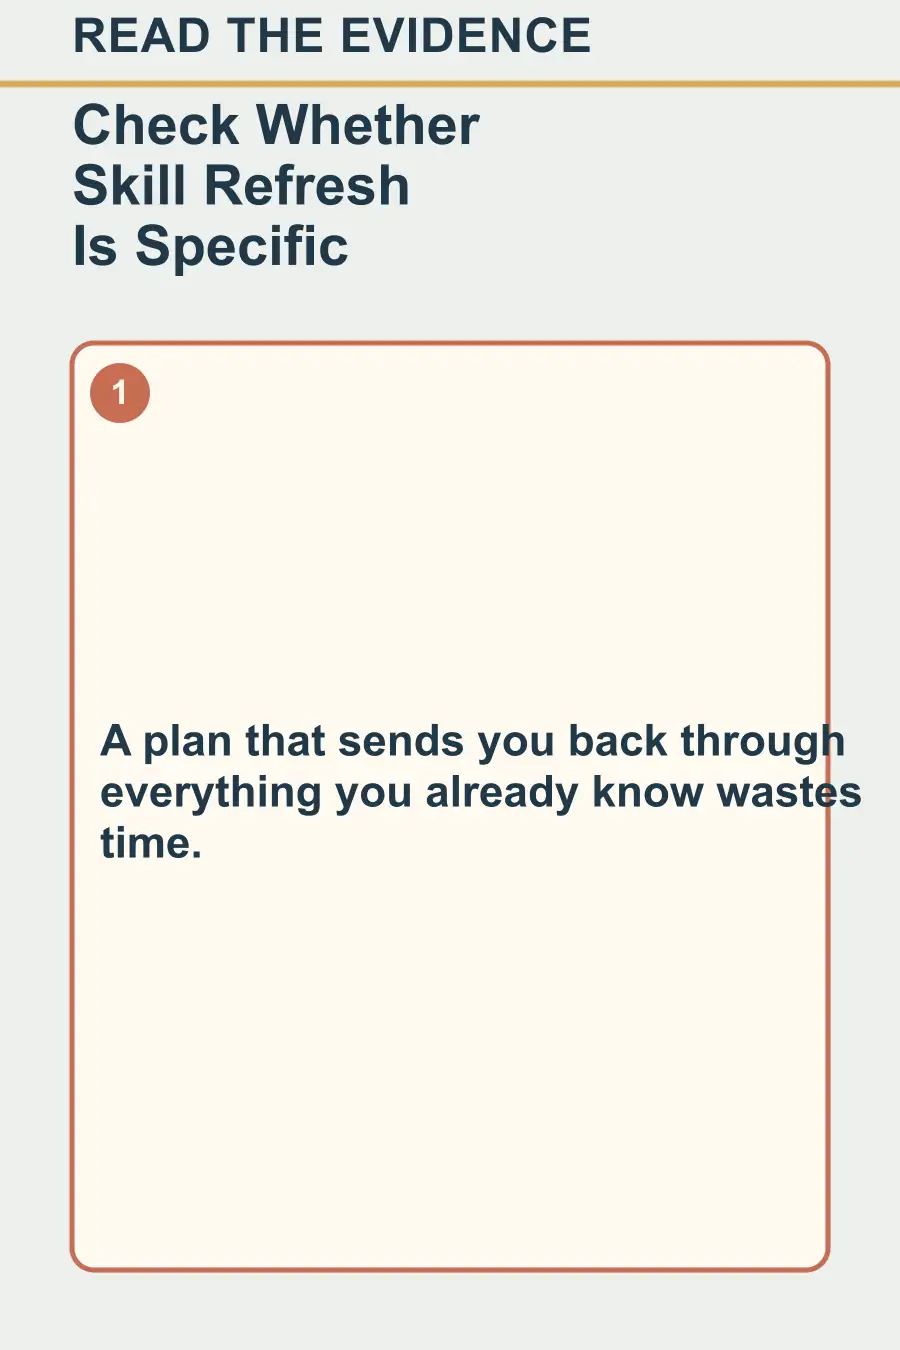 READ THE EVIDENCE
Check Whether
Skill Refresh
Is Specific
1
A plan that sends you back through
everything you already know wastes
time.